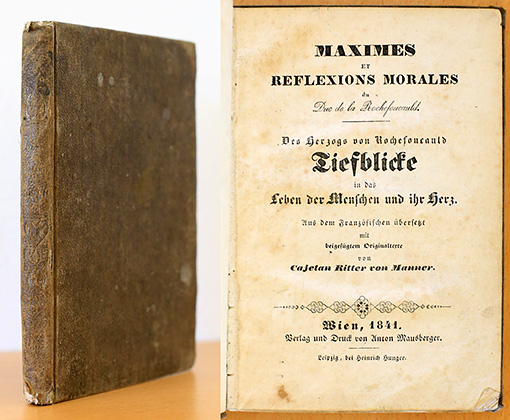 MAXIMES
ET
REFLEXIONS MORALES
du
Duc de la Rochefoucauld.
Des Herzogs von Rochefoucauld
Tiefblicke
in das
Leben der Menschen und ihr Herz.
Aus dem Französischen übersetzt
mit
beigefügtem Originaltexte
von
Cajetan Ritter von Manner.
Wien, 1841.
Verlag und Druck von Anton Mausberger.
Leipzig, bei Heinrich Hunger.